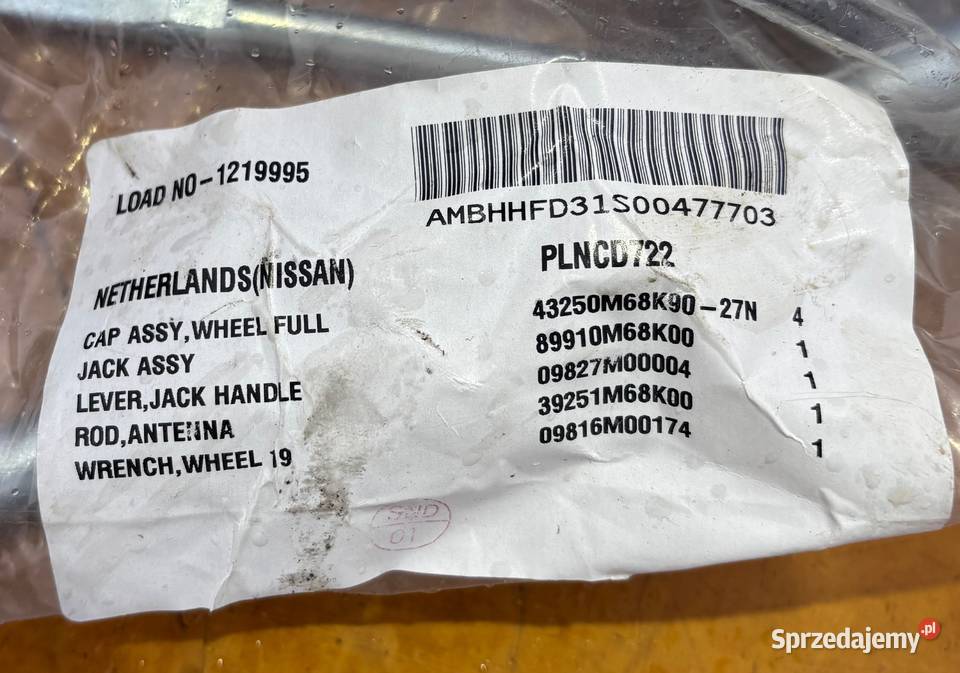 LOAD NO-1219995
AMBHHFD31S00477703
NETHERLANDS(NISSAN) PLNCD722
CAP ASSY,WHEEL FULL 43250M68K90-27N 4
JACK ASSY 89910M68K00 1
LEVER,JACK HANDLE 09827M00004 1
ROD,ANTENNA 39251M68K00 1
WRENCH,WHEEL 19 09816M00174 1
01
Sprzedajemy.pl